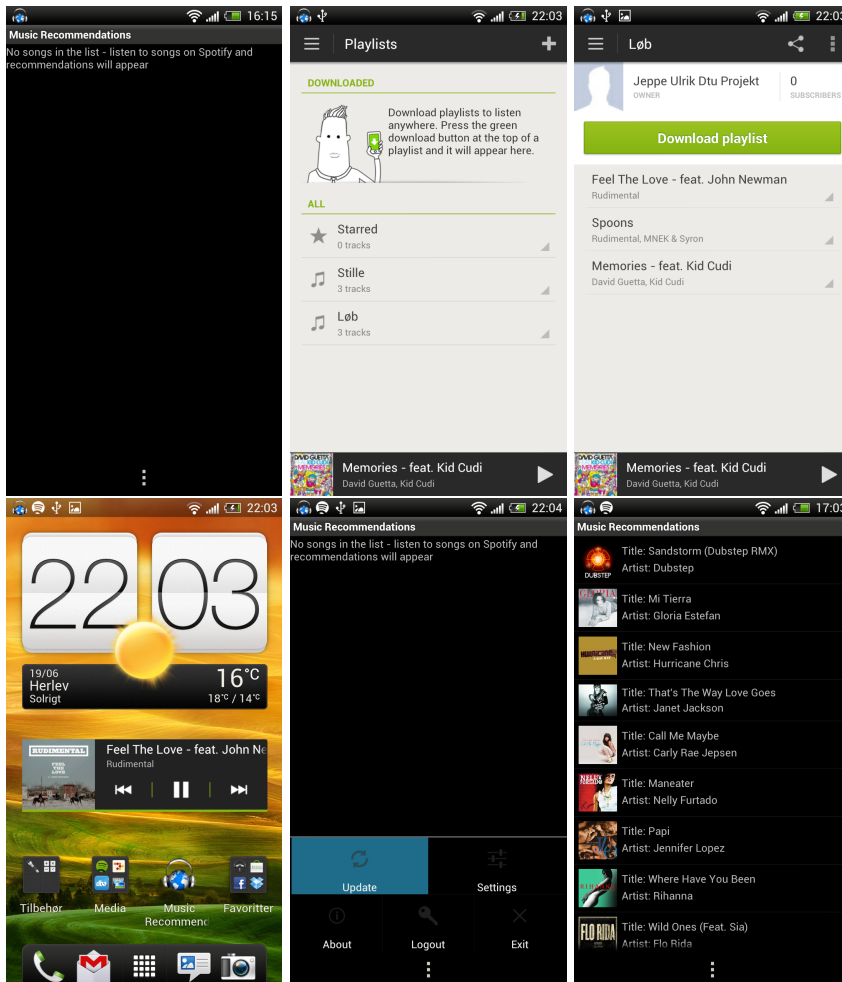 16:15
Music Recommendations
No songs in the list - listen to songs on Spotify and
recommendations will appear
22:03
Playlists
DOWNLOADED
Download playlists to listen
anywhere. Press the green
download button at the top of a
playlist and it will appear here.
ALL
Starred
0 tracks
Stille
3 tracks
Løb
3 tracks
Memories - feat. Kid Cudi
David Guetta, Kid Cudi
22:03
Løb
Jeppe Ulrik Dtu Projekt
OWNER
0
SUBSCRIBERS
Download playlist
Feel The Love - feat. John Newman
Rudimental
Spoons
Rudimental, MNEK & Syron
Memories - feat. Kid Cudi
David Guetta, Kid Cudi
Memories - feat. Kid Cudi
David Guetta, Kid Cudi
22:03
22 03
19/06
Herlev
Solrigt
16°C
18°C / 14°C
RUDIMENTAL
FEEL
THE
LOVE
Feel The Love - feat. John Ne
Rudimental
Tilbehør
Media
Music
Recommend
Favoritter
22:04
Music Recommendations
No songs in the list - listen to songs on Spotify and
recommendations will appear
Update
Settings
About
Logout
Exit
17:03
Music Recommendations
DUBSTEP
Title: Sandstorm (Dubstep RMX)
Artist: Dubstep
Title: Mi Tierra
Artist: Gloria Estefan
Title: New Fashion
Artist: Hurricane Chris
Title: That's The Way Love Goes
Artist: Janet Jackson
Title: Call Me Maybe
Artist: Carly Rae Jepsen
Title: Maneater
Artist: Nelly Furtado
Title: Papi
Artist: Jennifer Lopez
Title: Where Have You Been
Artist: Rihanna
FLO RIDA
Title: Wild Ones (Feat. Sia)
Artist: Flo Rida